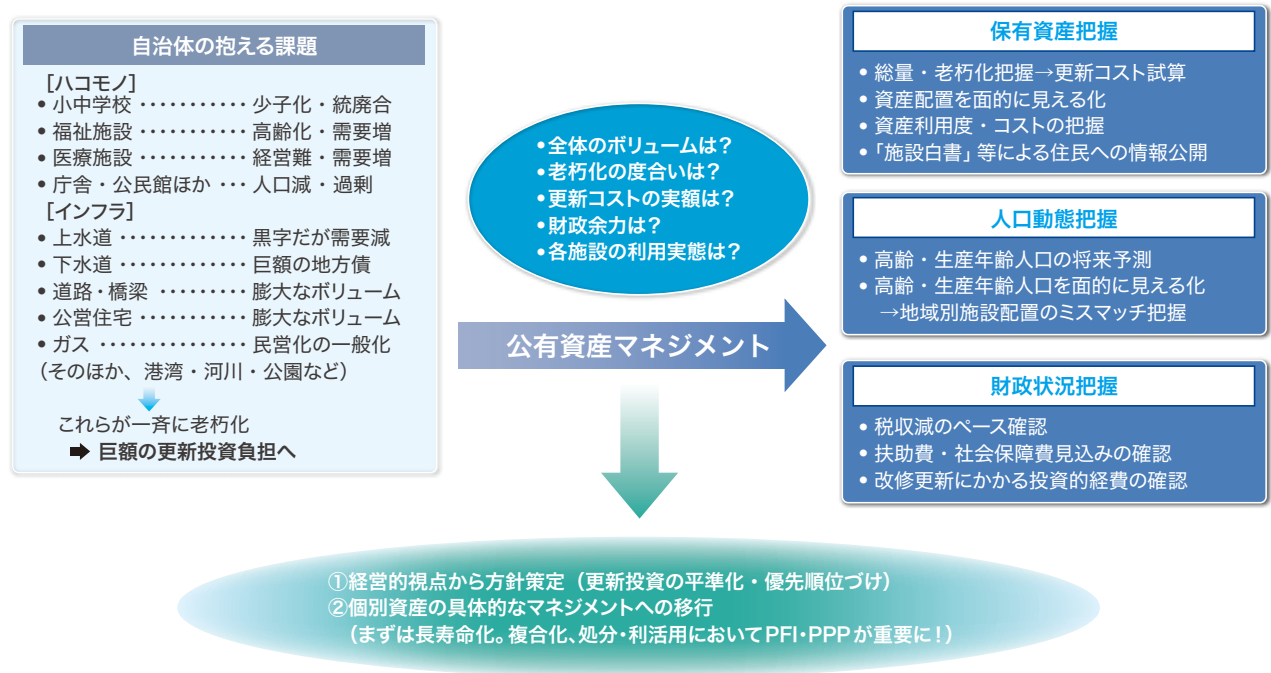 自治体の抱える課題
[ハコモノ]
• 小中学校 ・・・・・・・・・・・ 少子化・統廃合
• 福祉施設 ・・・・・・・・・・・ 高齢化・需要増
• 医療施設 ・・・・・・・・・・・ 経営難・需要増
• 庁舎・公民館ほか ・・・ 人口減・過剰
[インフラ]
• 上水道 ・・・・・・・・・・・・・ 黒字だが需要減
• 下水道 ・・・・・・・・・・・・・ 巨額の地方債
• 道路・橋梁 ・・・・・・・・・ 膨大なボリューム
• 公営住宅 ・・・・・・・・・・・ 膨大なボリューム
• ガス ・・・・・・・・・・・・・・・ 民営化の一般化
(そのほか、港湾・河川・公園など)
これらが一斉に老朽化
➡ 巨額の更新投資負担へ
•全体のボリュームは?
•老朽化の度合いは?
•更新コストの実額は?
•財政余力は?
•各施設の利用実態は?
公有資産マネジメント
保有資産把握
• 総量・老朽化把握→更新コスト試算
• 資産配置を面的に見える化
• 資産利用度・コストの把握
• 「施設白書」等による住民への情報公開
人口動態把握
• 高齢・生産年齢人口の将来予測
• 高齢・生産年齢人口を面的に見える化
→地域別施設配置のミスマッチ把握
財政状況把握
• 税収減のペース確認
• 扶助費・社会保障費見込みの確認
• 改修更新にかかる投資的経費の確認
①経営的視点から方針策定（更新投資の平準化・優先順位づけ）
②個別資産の具体的なマネジメントへの移行
（まずは長寿命化。複合化、処分・利活用においてPFI・PPPが重要に！）